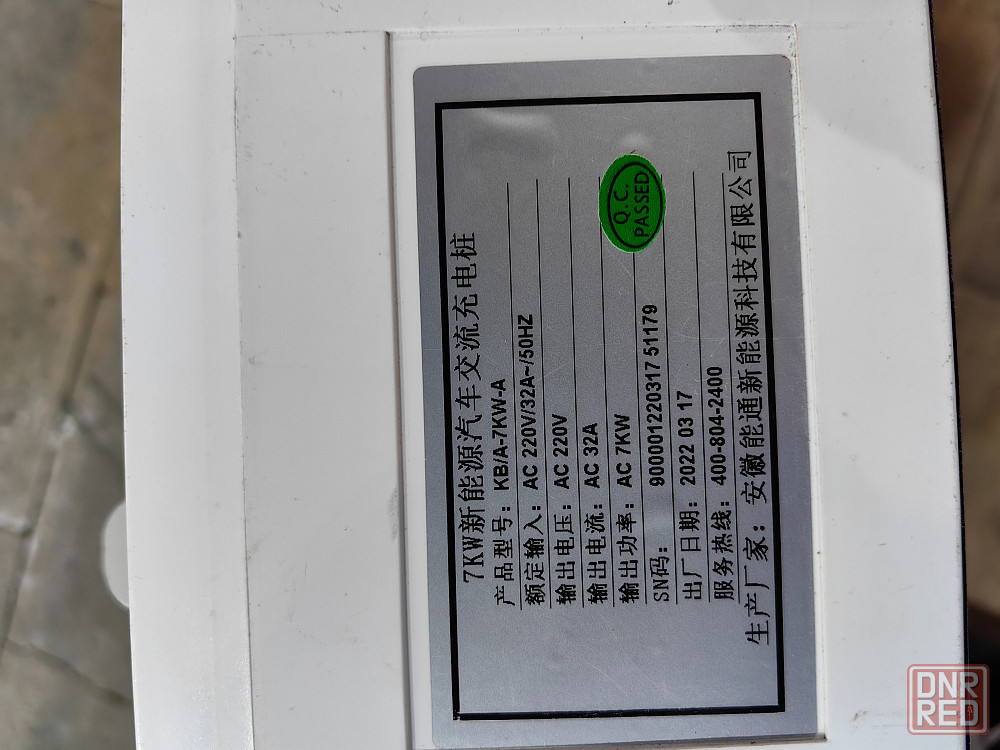 7KW新能源汽车交流充电桩
产品型号：KB/A-7KW-A
额定输入：AC 220V/32A~/50HZ
输出电压：AC 220V
输出电流：AC 32A
输出功率：AC 7KW
SN码：9000012203175 1179
出厂日期：2022 03 17
服务热线：400-804-2400
生产厂家：安徽能通新能源科技有限公司
Q.C.
PASSED
DNR
RED